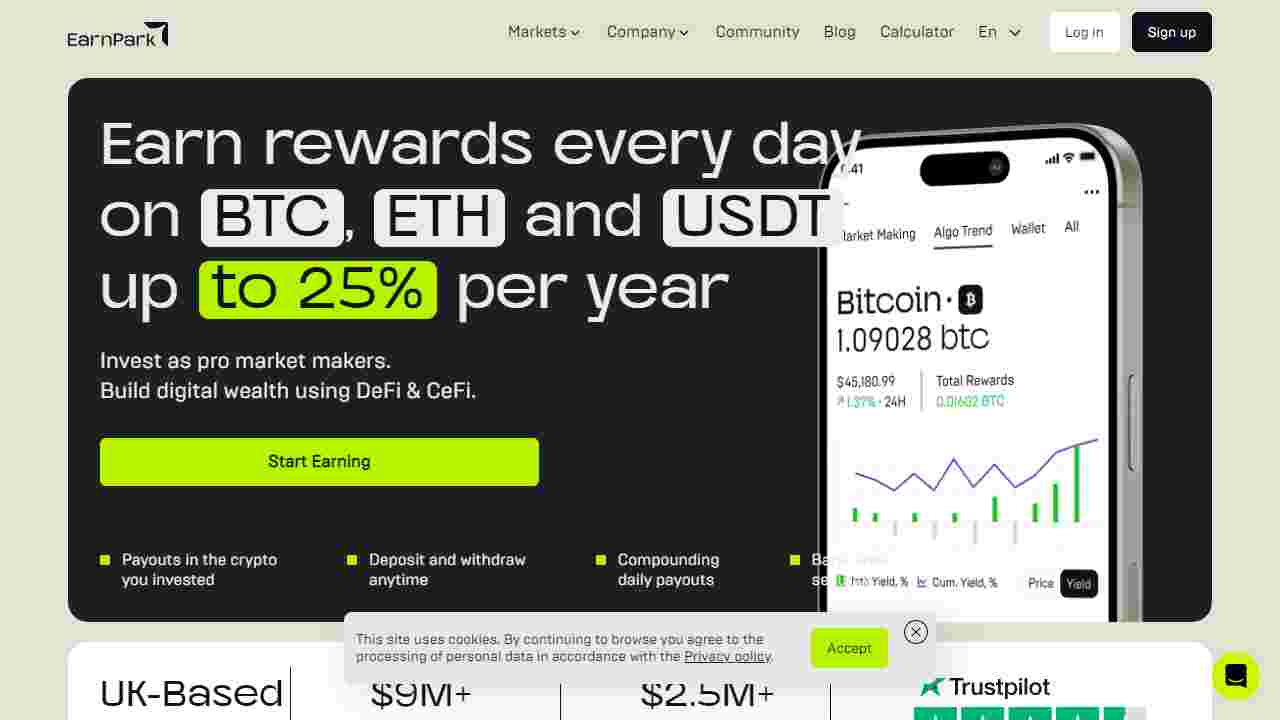 EarnPark
Markets
Company
Community
Blog
Calculator
En
Log in
Sign up
Earn rewards every day
on BTC, ETH and USDT
up to 25% per year
Invest as pro market makers.
Build digital wealth using DeFi & CeFi.
Start Earning
Payouts in the crypto
you invested
Deposit and withdraw
anytime
Compounding
daily payouts
Market Making
Algo Trend
Wallet
All
Bitcoin ·
1.09028 btc
$45,180.99
Total Rewards
1.37% · 24H
0.01602 BTC
Yield, %
Cum. Yield, %
Price
Yield
This site uses cookies. By continuing to browse you agree to the
processing of personal data in accordance with the Privacy policy.
Accept
UK-Based
$9M+
$2.5M+
Trustpilot